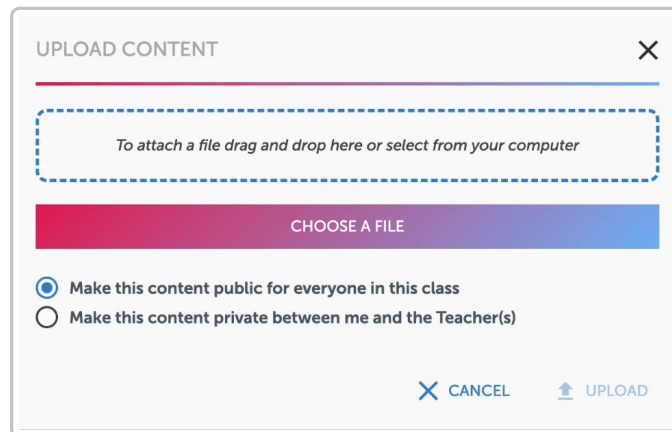 UPLOAD CONTENT
To attach a file drag and drop here or select from your computer
CHOOSE A FILE
Make this content public for everyone in this class
Make this content private between me and the Teacher(s)
CANCEL UPLOAD